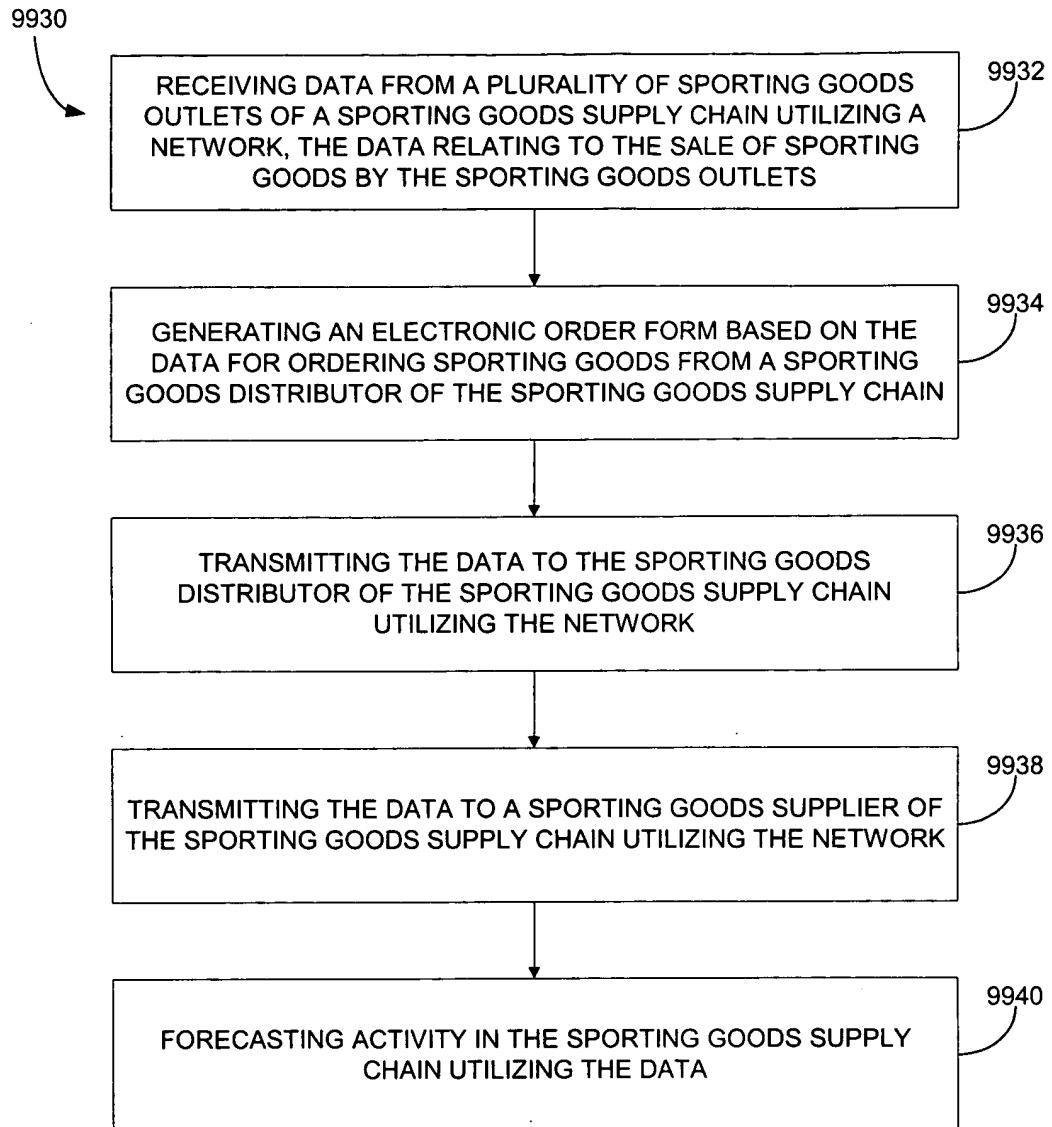 9930
RECEIVING DATA FROM A PLURALITY OF SPORTING GOODS
OUTLETS OF A SPORTING GOODS SUPPLY CHAIN UTILIZING A
NETWORK, THE DATA RELATING TO THE SALE OF SPORTING
GOODS BY THE SPORTING GOODS OUTLETS
9932
GENERATING AN ELECTRONIC ORDER FORM BASED ON THE
DATA FOR ORDERING SPORTING GOODS FROM A SPORTING
GOODS DISTRIBUTOR OF THE SPORTING GOODS SUPPLY CHAIN
9934
TRANSMITTING THE DATA TO THE SPORTING GOODS
DISTRIBUTOR OF THE SPORTING GOODS SUPPLY CHAIN
UTILIZING THE NETWORK
9936
TRANSMITTING THE DATA TO A SPORTING GOODS SUPPLIER OF
THE SPORTING GOODS SUPPLY CHAIN UTILIZING THE NETWORK
9938
FORECASTING ACTIVITY IN THE SPORTING GOODS SUPPLY
CHAIN UTILIZING THE DATA
9940